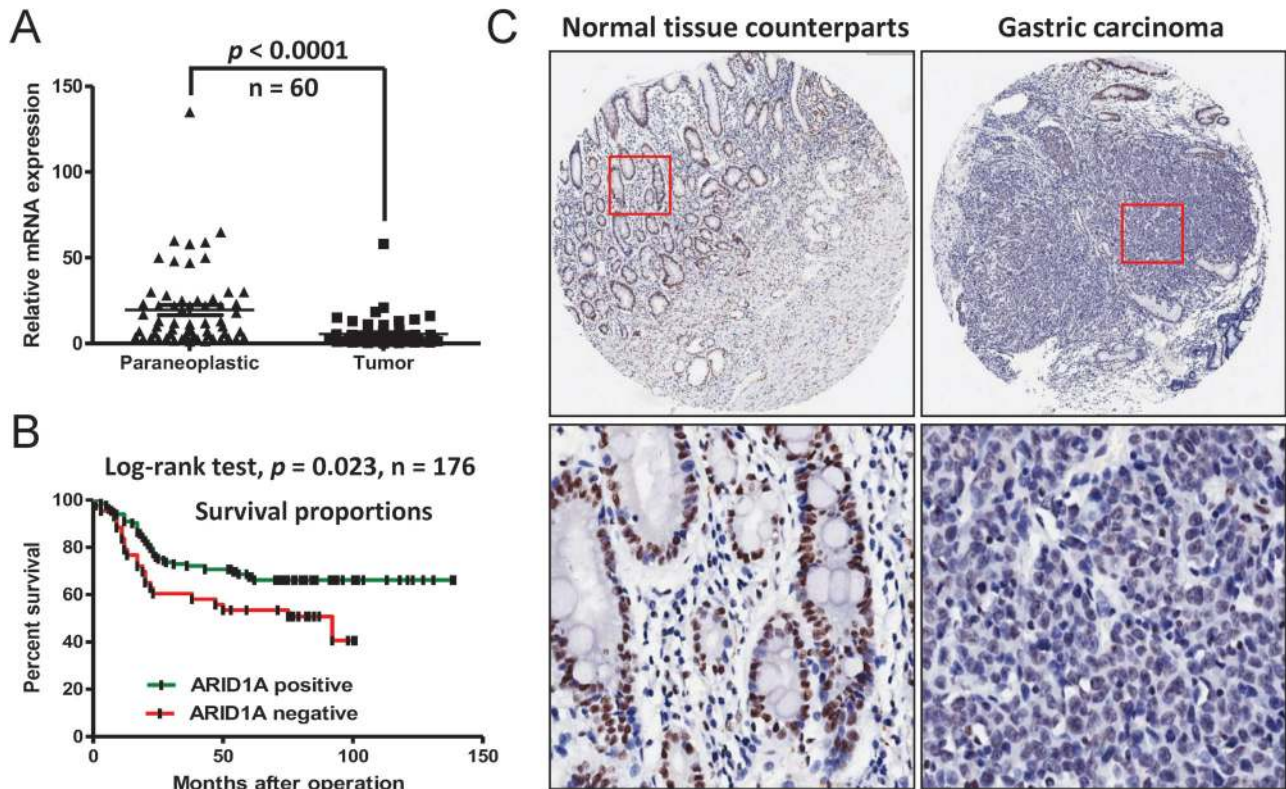 A
p < 0.0001
n = 60
150
100
50
0
Relative mRNA expression
Paraneoplastic
Tumor
B
Log-rank test, p = 0.023, n = 176
Survival proportions
100
80
60
40
20
0
Percent survival
ARID1A positive
ARID1A negative
0
50
100
150
Months after operation
C
Normal tissue counterparts
Gastric carcinoma